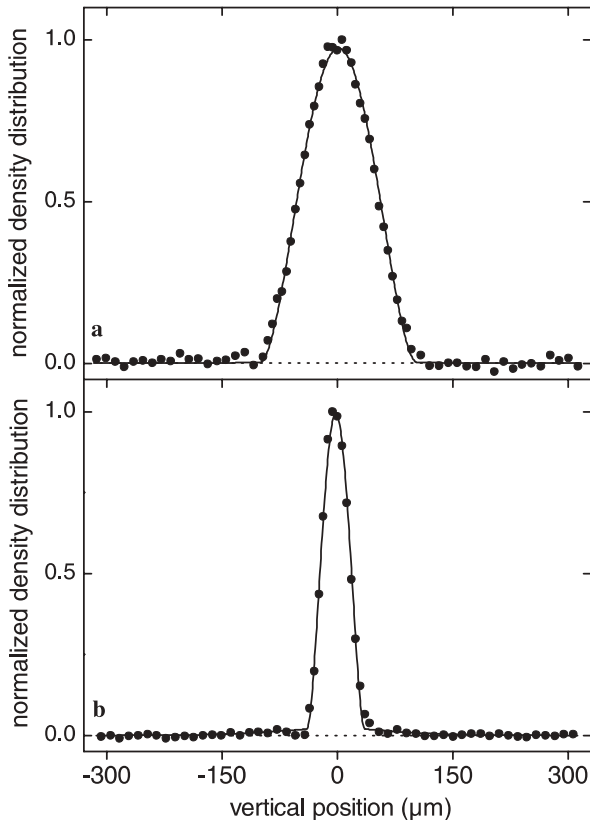 normalized density distribution
1.0
0.5
0.0
a
normalized density distribution
1.0
0.5
0.0
b
-300 -150 0 150 300
vertical position (µm)